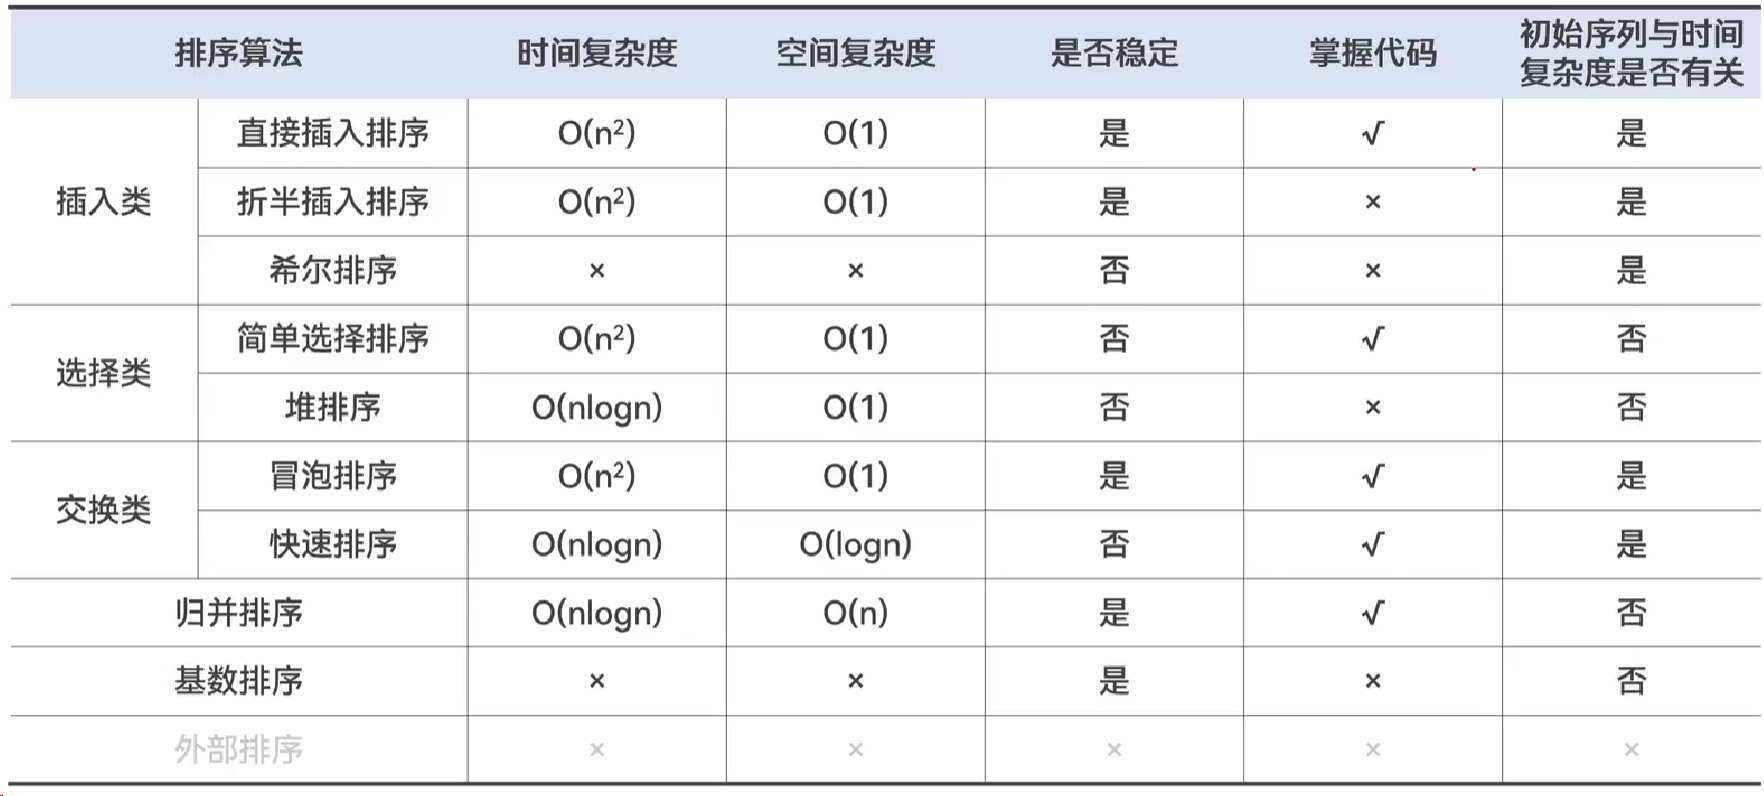 排序算法 时间复杂度 空间复杂度 是否稳定 掌握代码 初始序列与时间
复杂度是否有关
插入类 直接插入排序 O(n²) O(1) 是 √ 是
折半插入排序 O(n²) O(1) 是 × 是
希尔排序 × × 否 × 是
选择类 简单选择排序 O(n²) O(1) 否 √ 否
堆排序 O(nlogn) O(1) 否 × 否
交换类 冒泡排序 O(n²) O(1) 是 √ 是
快速排序 O(nlogn) O(logn) 否 √ 是
归并排序 O(nlogn) O(n) 是 √ 否
基数排序 × × 是 × 否
外部排序 × × × × ×